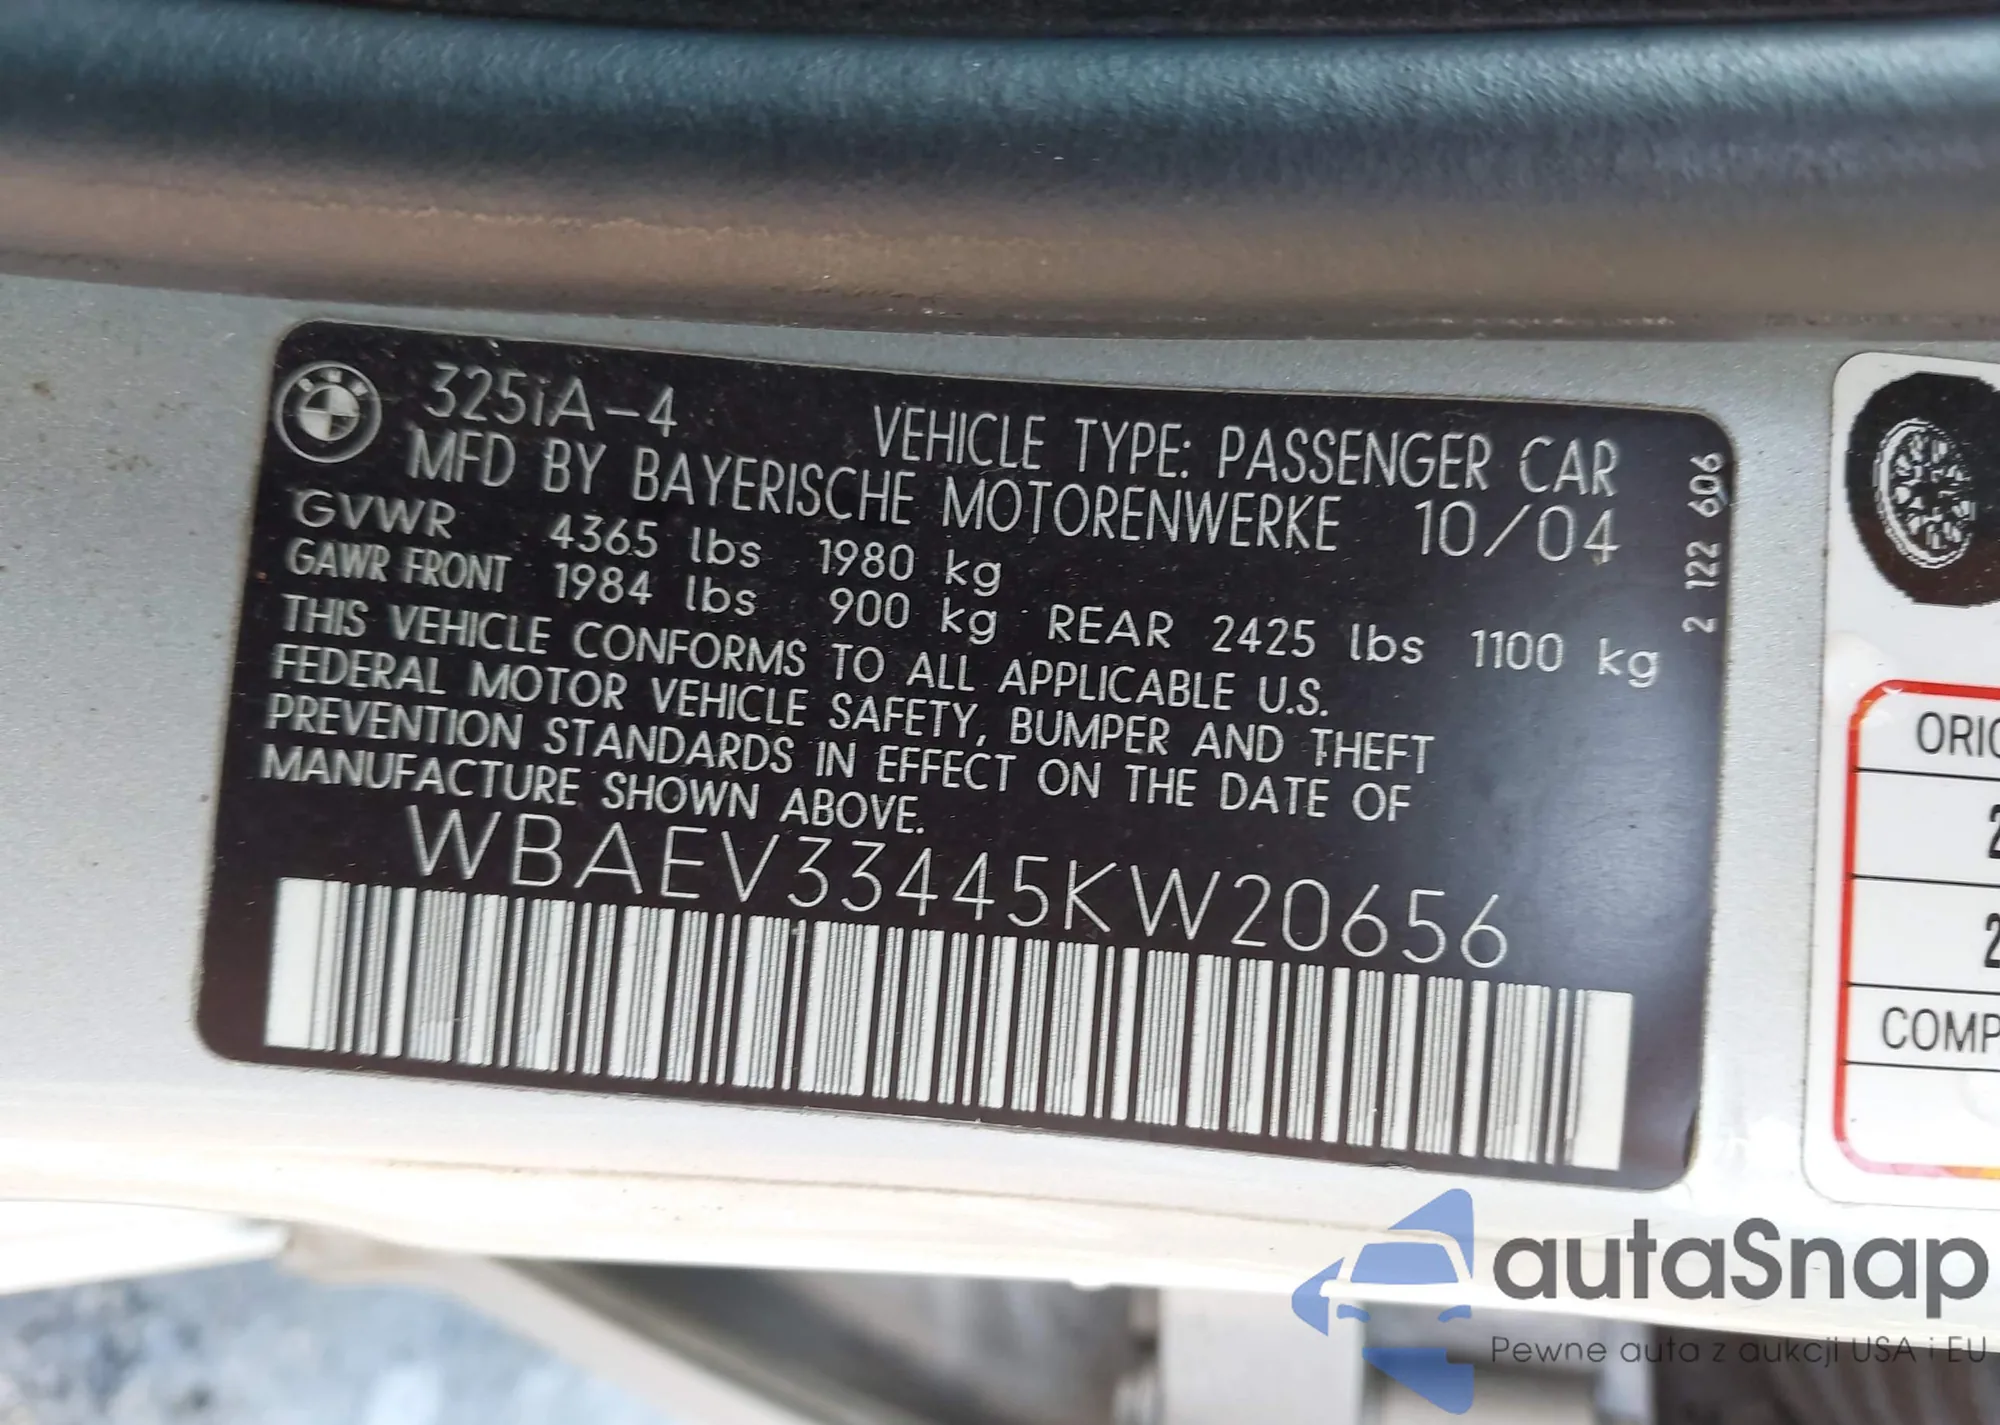 325iA-4
VEHICLE TYPE: PASSENGER CAR
MFD BY BAYERISCHE MOTORENWERKE 10/04
GVWR 4365 lbs 1980 kg
GAWR FRONT 1984 lbs 900 kg REAR 2425 lbs 1100 kg
THIS VEHICLE CONFORMS TO ALL APPLICABLE U.S.
FEDERAL MOTOR VEHICLE SAFETY, BUMPER AND THEFT
PREVENTION STANDARDS IN EFFECT ON THE DATE OF
MANUFACTURE SHOWN ABOVE.
WBAEV33445KW20656
2 122 606
autaSnap
Pewne auta z aukcji USA i EU